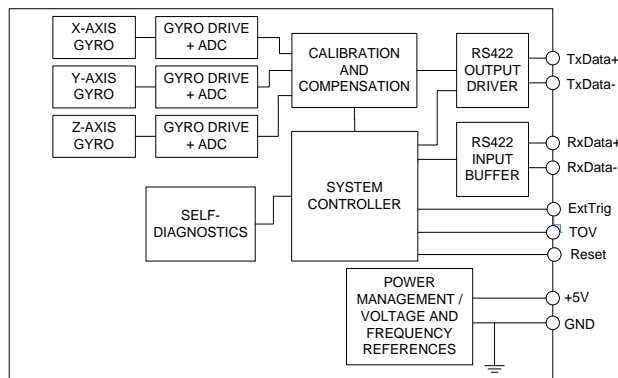 X-AXIS
GYRO
GYRO DRIVE
+ ADC
Y-AXIS
GYRO
GYRO DRIVE
+ ADC
Z-AXIS
GYRO
GYRO DRIVE
+ ADC
CALIBRATION
AND
COMPENSATION
RS422
OUTPUT
DRIVER
TxData+
TxData-
RS422
INPUT
BUFFER
RxData+
RxData-
SELF-
DIAGNOSTICS
SYSTEM
CONTROLLER
ExtTrig
TOV
Reset
POWER
MANAGEMENT /
VOLTAGE AND
FREQUENCY
REFERENCES
+5V
GND